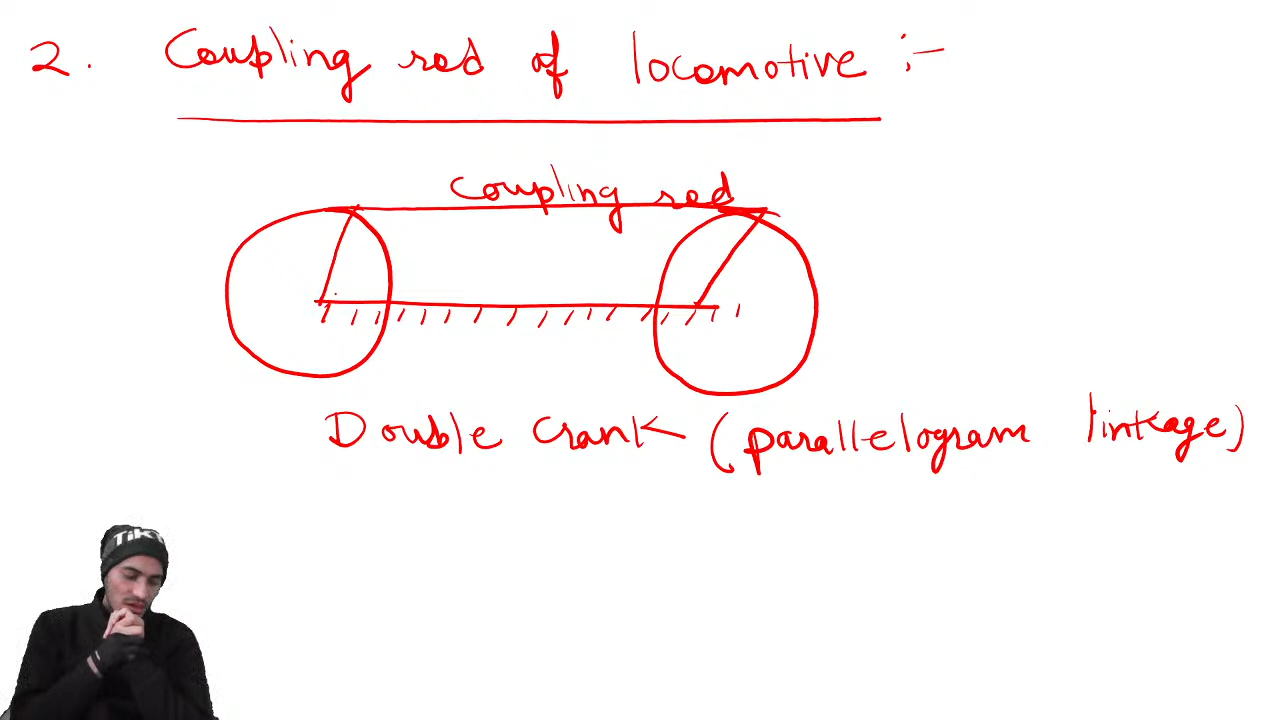 2. Coupling rod of locomotive :-
coupling rod
Double crank (parallelogram linkage)